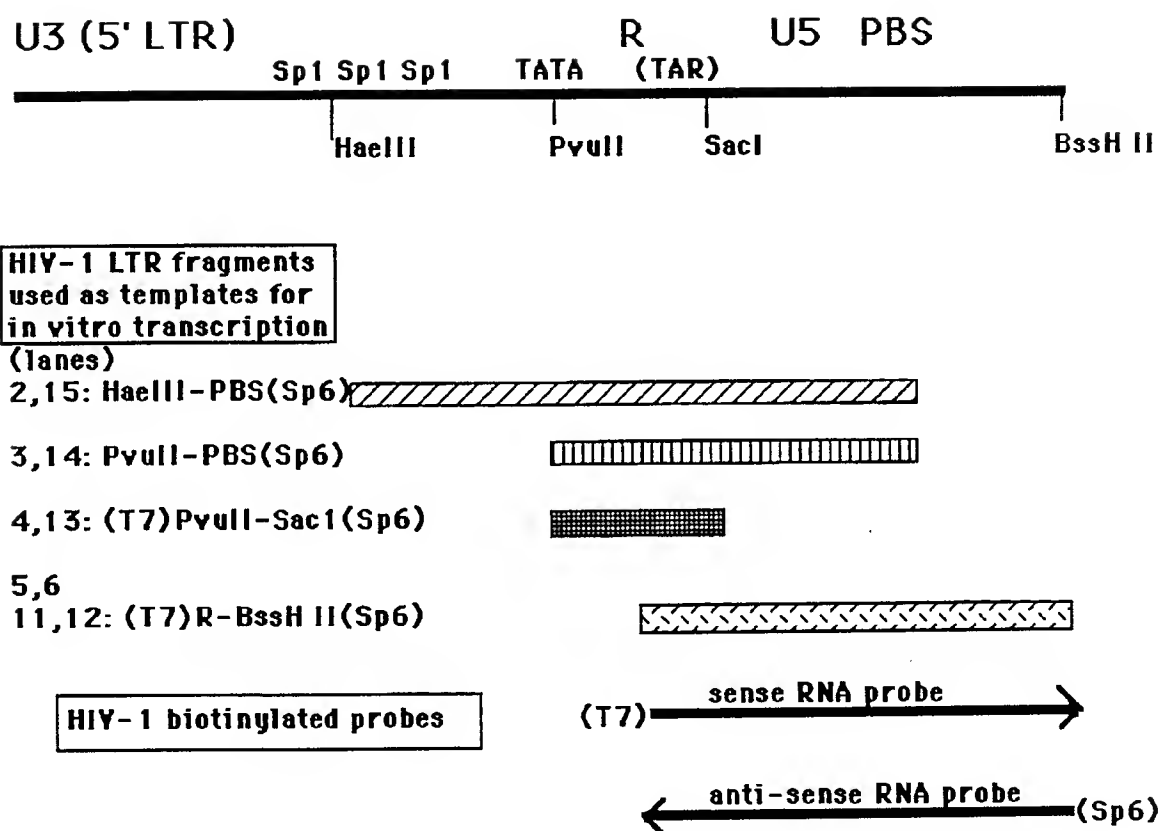 U3 (5' LTR) R U5 PBS
Sp1 Sp1 Sp1 TATA (TAR)
HaeIII PvuII SacI BssH II
HIV-1 LTR fragments
used as templates for
in vitro transcription
(lanes)
2,15: HaeIII-PBS(Sp6)
3,14: PvuII-PBS(Sp6)
4,13: (T7)PvuII-Sac1(Sp6)
5,6
11,12: (T7)R-BssH II(Sp6)
HIV-1 biotinylated probes
(T7) sense RNA probe
anti-sense RNA probe (Sp6)